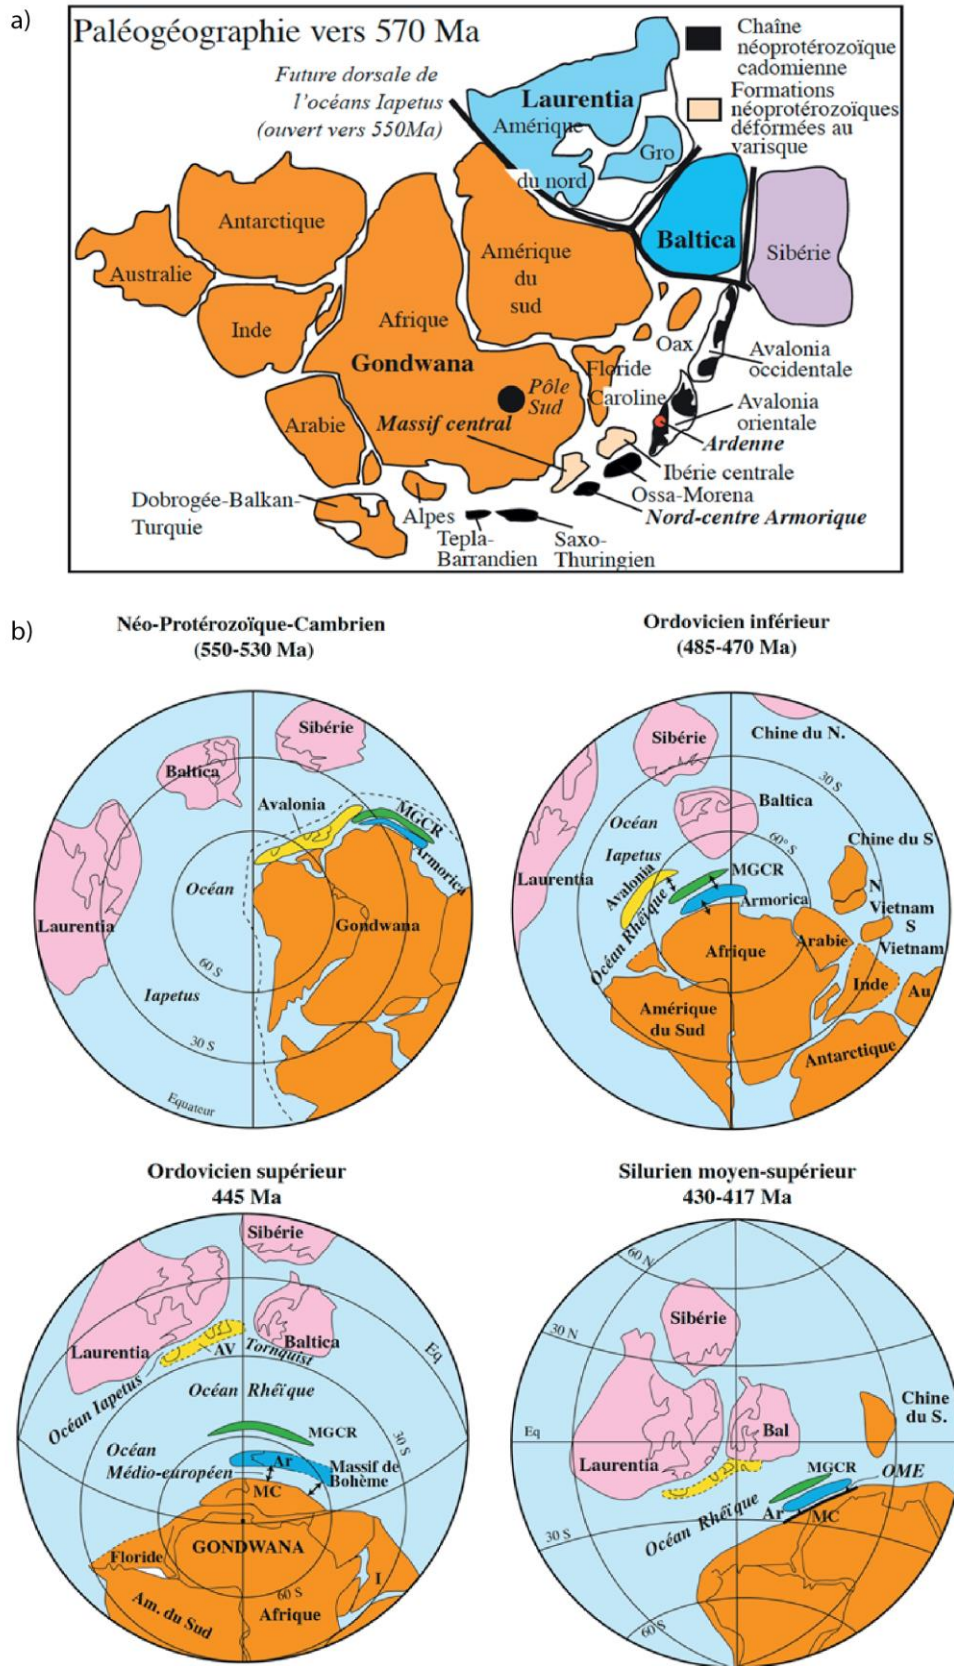 a)
Paléogéographie vers 570 Ma
Future dorsale de
l'océans Iapetus
(ouvert vers 550Ma)
Chaîne
néoprotérozoïque
cadomienne
Formations
néoprotérozoïques
déformées au
varisque
Laurentia
Amérique
du nord
Gro
Baltica
Sibérie
Antarctique
Australie
Inde
Afrique
Amérique
du
sud
Gondwana
Arabie
Pôle
Sud
Massif central
Floride
Caroline
Oax
Avalonia
occidentale
Avalonia
orientale
Ardenne
Ibérie centrale
Ossa-Morena
Nord-centre Armorique
Dobrogée-Balkan-
Turquie
Alpes
Tepla-
Barrandien
Saxo-
Thuringien
b)
Néo-Protérozoïque-Cambrien
(550-530 Ma)
Sibérie
Baltica
Avalonia
MGCR
Armorica
Océan
Laurentia
Gondwana
60 S
Iapetus
30 S
Equateur
Ordovicien inférieur
(485-470 Ma)
Sibérie
Chine du N.
30 S
Baltica
Océan
Iapetus
60° S
Chine du S
Laurentia
Avalonia
MGCR
Armorica
Océan Rhéïque
N
Vietnam
S
Vietnam
Afrique
Arabie
Inde
Au
Amérique
du Sud
Antarctique
Ordovicien supérieur
445 Ma
Sibérie
Laurentia
Baltica
AV
Tornquist
Eq
Océan Iapetus
Océan Rhéïque
MGCR
30 S
Océan
Médio-européen
Ar
Massif de
Bohème
MC
GONDWANA
Floride
60 S
I
Am. du Sud
Afrique
Silurien moyen-supérieur
430-417 Ma
60 N
30 N
Sibérie
Chine
du S.
Eq
Bal
Laurentia
MGCR
OME
Océan Rhéïque
Ar
MC
30 S
60 S